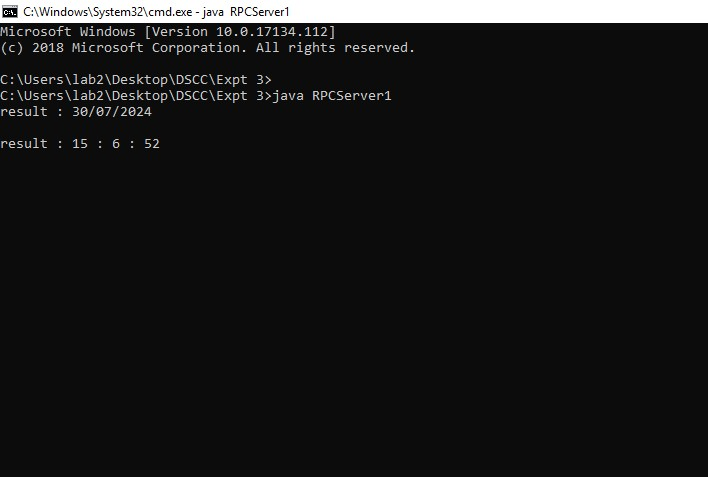 C:\Windows\System32\cmd.exe - java  RPCServer1
Microsoft Windows [Version 10.0.17134.112]
(c) 2018 Microsoft Corporation. All rights reserved.
C:\Users\lab2\Desktop\DSCC\Expt 3>
C:\Users\lab2\Desktop\DSCC\Expt 3>java RPCServer1
result : 30/07/2024
result : 15 : 6 : 52